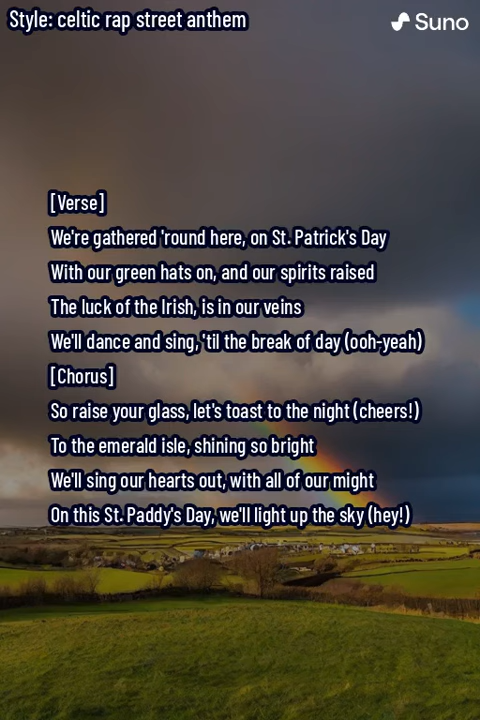 Style: celtic rap street anthem
Suno
[Verse]
We're gathered 'round here, on St. Patrick's Day
With our green hats on, and our spirits raised
The luck of the Irish, is in our veins
We'll dance and sing, 'til the break of day (ooh-yeah)
[Chorus]
So raise your glass, let's toast to the night (cheers!)
To the emerald isle, shining so bright
We'll sing our hearts out, with all of our might
On this St. Paddy's Day, we'll light up the sky (hey!)